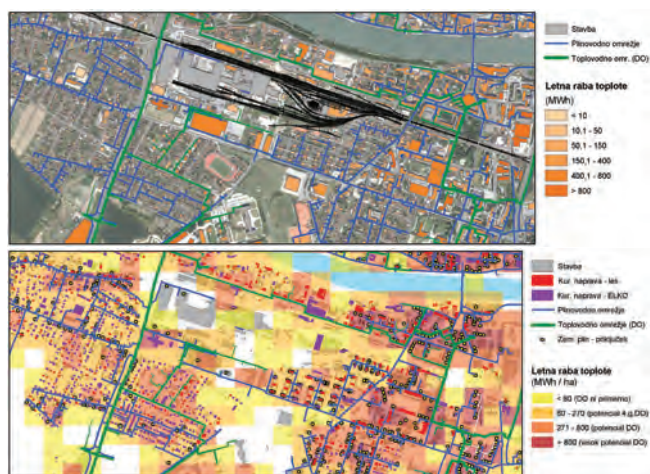 Stavba
Plinovodno omrežje
Toplovodno omr. (DO)
Letna raba toplote
(MWh)
< 10
10,1 - 50
50,1 - 150
150,1 - 400
400,1 - 800
> 800
Stavba
Kur. naprava - les
Kur. naprava - ELKO
Plinovodno omrežje
Toplovodno omrežje (DO)
Zem. plin - priključek
Letna raba toplote
(MWh / ha)
< 80 (DO ni primerno)
80 - 270 (potencial 4.g.DO)
271 - 800 (potencial DO)
> 800 (visok potencial DO)